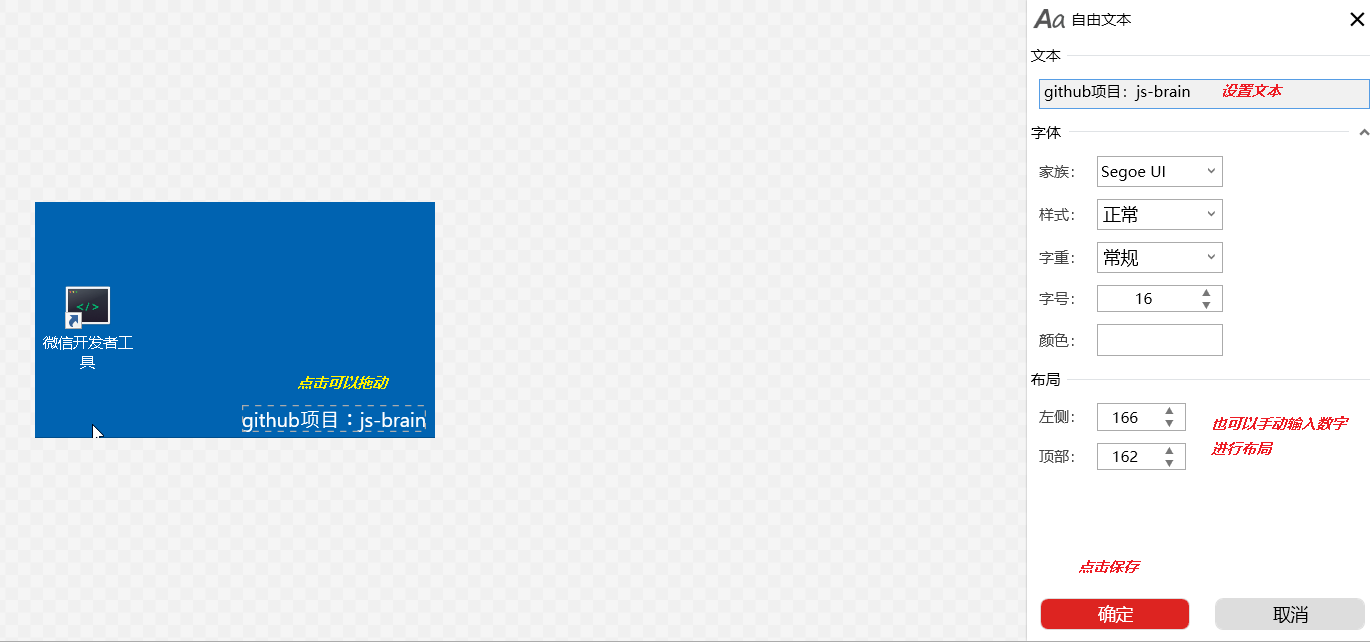 Aa 自由文本
文本
github项目：js-brain 设置文本
字体
家族： Segoe UI
样式： 正常
字重： 常规
字号： 16
颜色：
布局
左侧： 166
顶部： 162
也可以手动输入数字
进行布局
点击保存
确定 取消
</> 
微信开发者工
具
点击可以拖动
github项目：js-brain